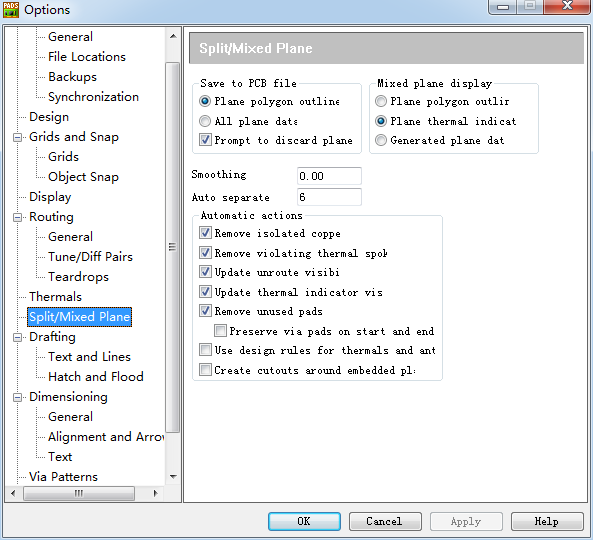 PADS
Options
General
File Locations
Backups
Synchronization
Design
Grids and Snap
Grids
Object Snap
Display
Routing
General
Tune/Diff Pairs
Teardrops
Thermals
Split/Mixed Plane
Drafting
Text and Lines
Hatch and Flood
Dimensioning
General
Alignment and Arrow
Text
Via Patterns
Split/Mixed Plane
Save to PCB file
Plane polygon outline
All plane data
Prompt to discard plane
Mixed plane display
Plane polygon outlir
Plane thermal indicat
Generated plane dat
Smoothing
0.00
Auto separate
6
Automatic actions
Remove isolated coppe
Remove violating thermal spok
Update unroute visibi
Update thermal indicator vis
Remove unused pads
Preserve via pads on start and end
Use design rules for thermals and ant
Create cutouts around embedded pl
OK
Cancel
Apply
Help